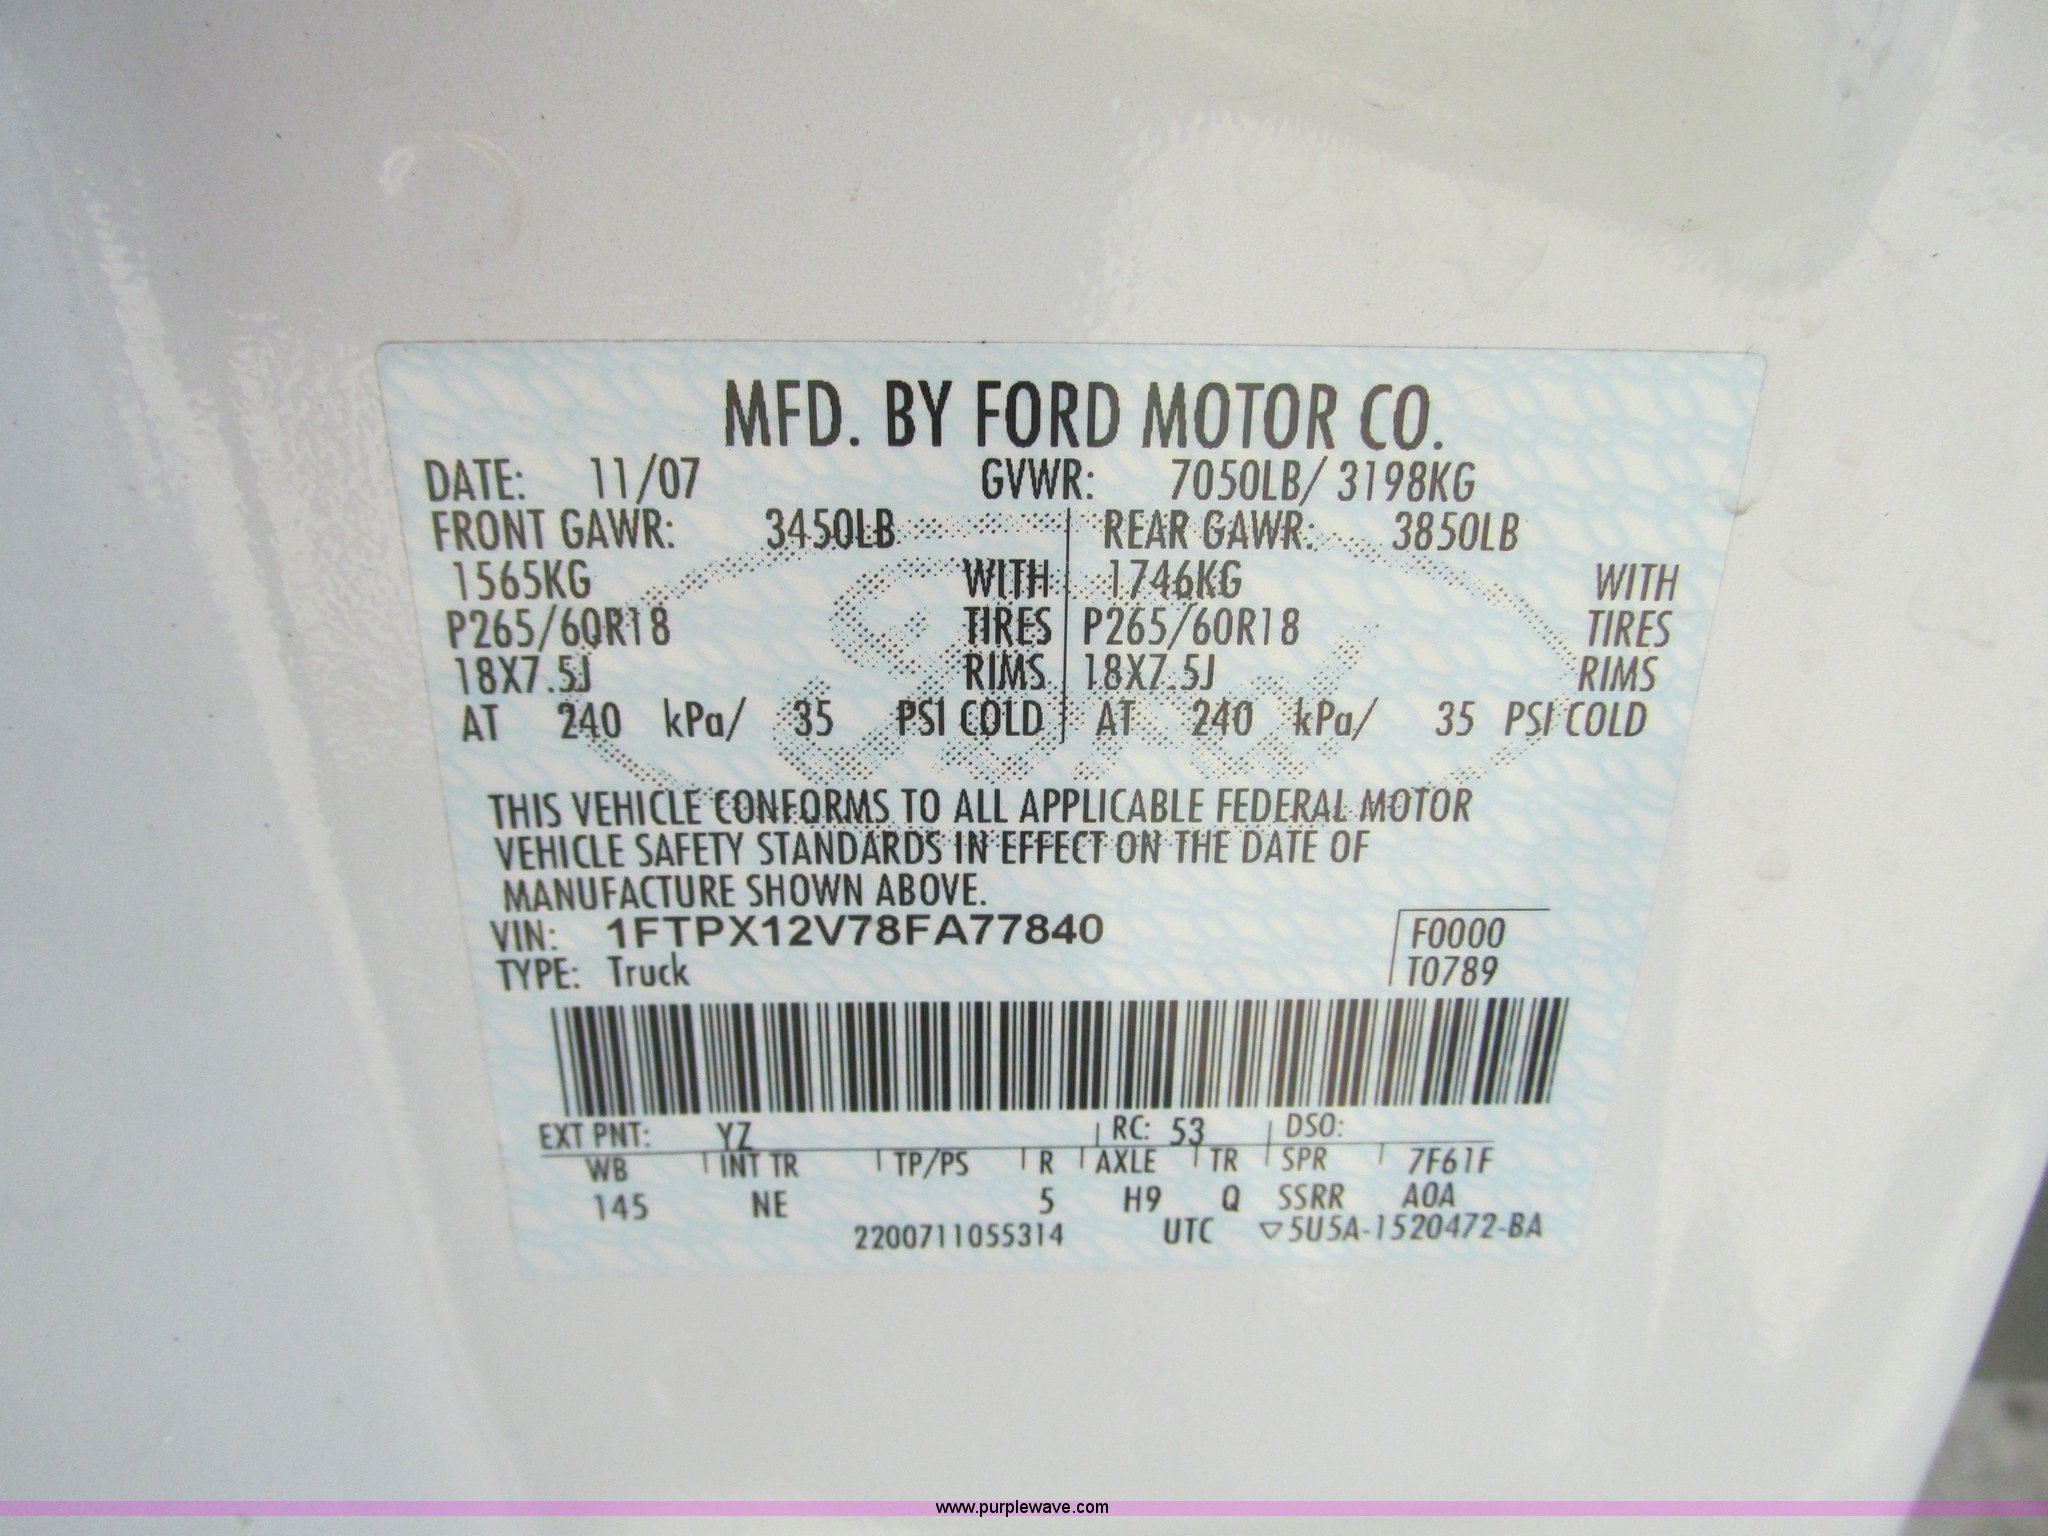 MFD. BY FORD MOTOR CO.
DATE: 11/07 GVWR: 7050LB/ 3198KG
FRONT GAWR: 3450LB REAR GAWR: 3850LB
1565KG WITH 1746KG WITH
P265/60R18 TIRES P265/60R18 TIRES
18X7.5J RIMS 18X7.5J RIMS
AT 240 kPa/ 35 PSI COLD AT 240 kPa/ 35 PSI COLD
THIS VEHICLE CONFORMS TO ALL APPLICABLE FEDERAL MOTOR
VEHICLE SAFETY STANDARDS IN EFFECT ON THE DATE OF
MANUFACTURE SHOWN ABOVE.
VIN: 1FTPX12V78FA77840 F0000
TYPE: Truck T0789
EXT PNT: YZ RC: 53 DSO:
WB INT TR TP/PS R AXLE TR SPR 7F61F
145 NE 5 H9 Q SSRR A0A
2200711055314 UTC ▽5U5A-1520472-BA
www.purplewave.com